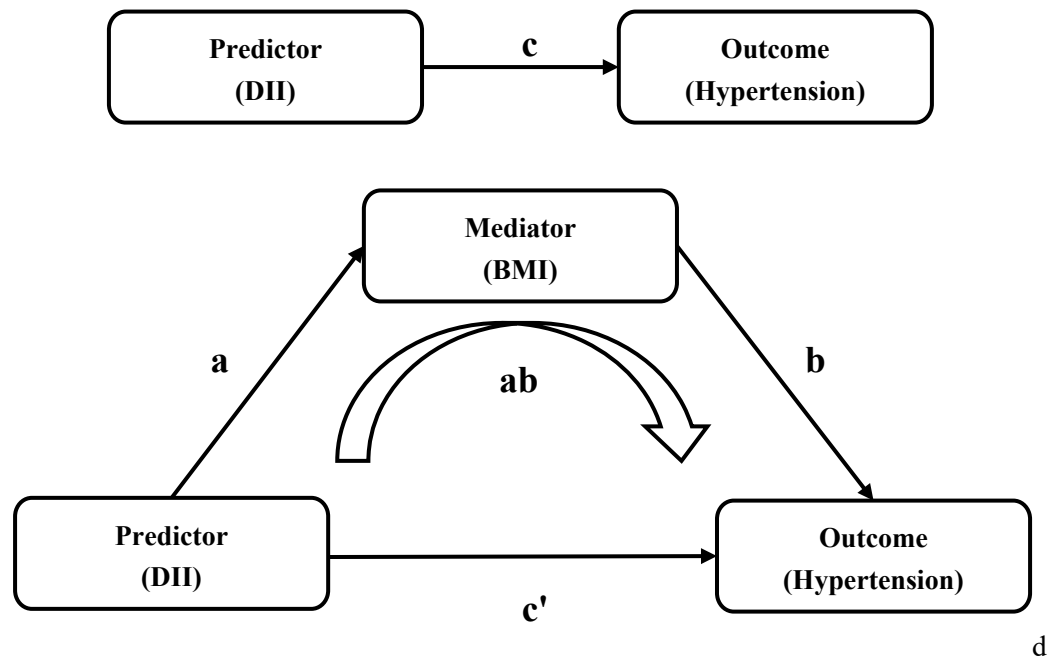 Predictor
(DII)
c
Outcome
(Hypertension)
Mediator
(BMI)
a
ab
b
Predictor
(DII)
c'
Outcome
(Hypertension)
d